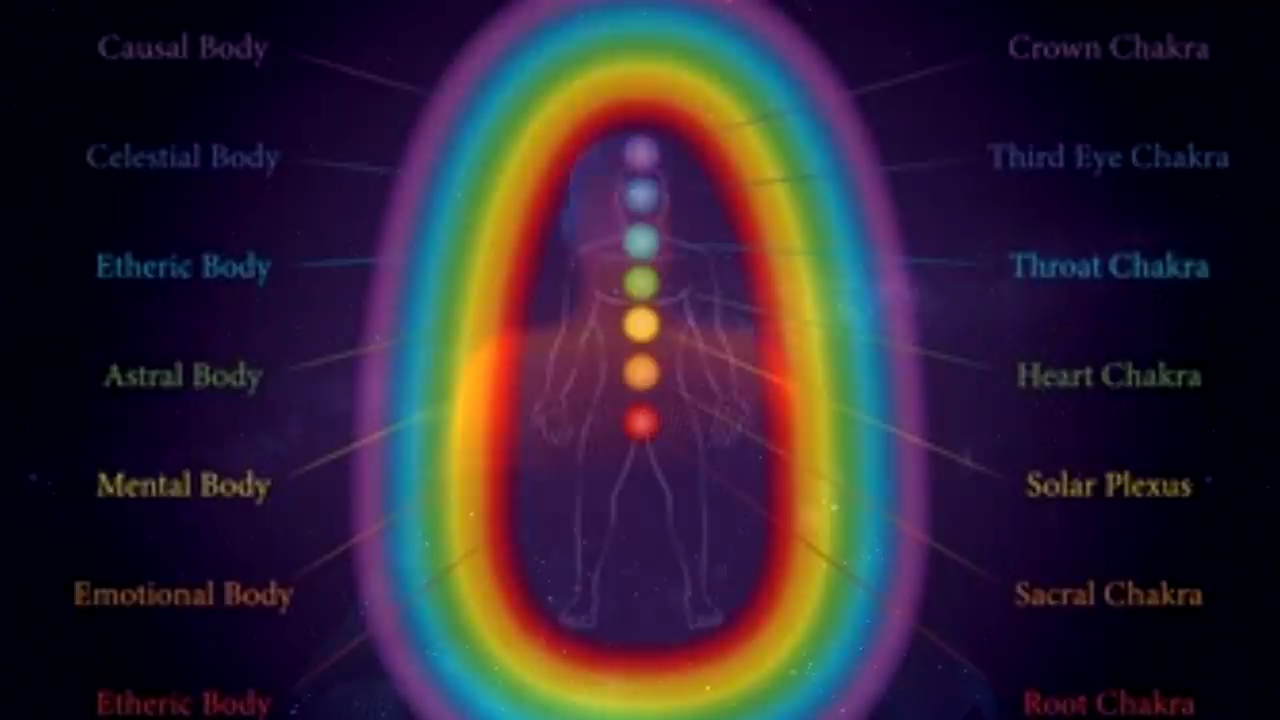 Causal Body
Crown Chakra
Celestial Body
Third Eye Chakra
Etheric Body
Throat Chakra
Astral Body
Heart Chakra
Mental Body
Solar Plexus
Emotional Body
Sacral Chakra
Etheric Body
Root Chakra